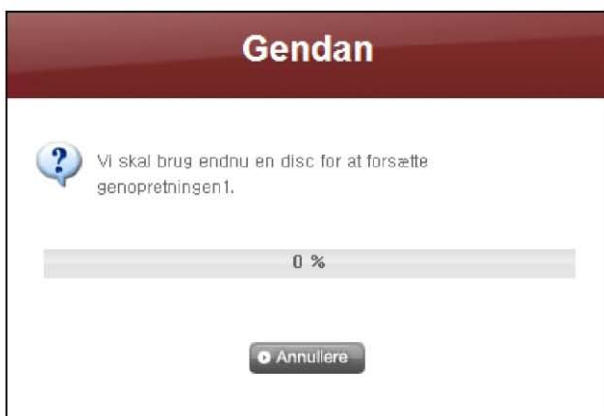 Gendan
Vi skal brug endnu en disc for at forsætte
genopretningen1.
0 %
Annullere